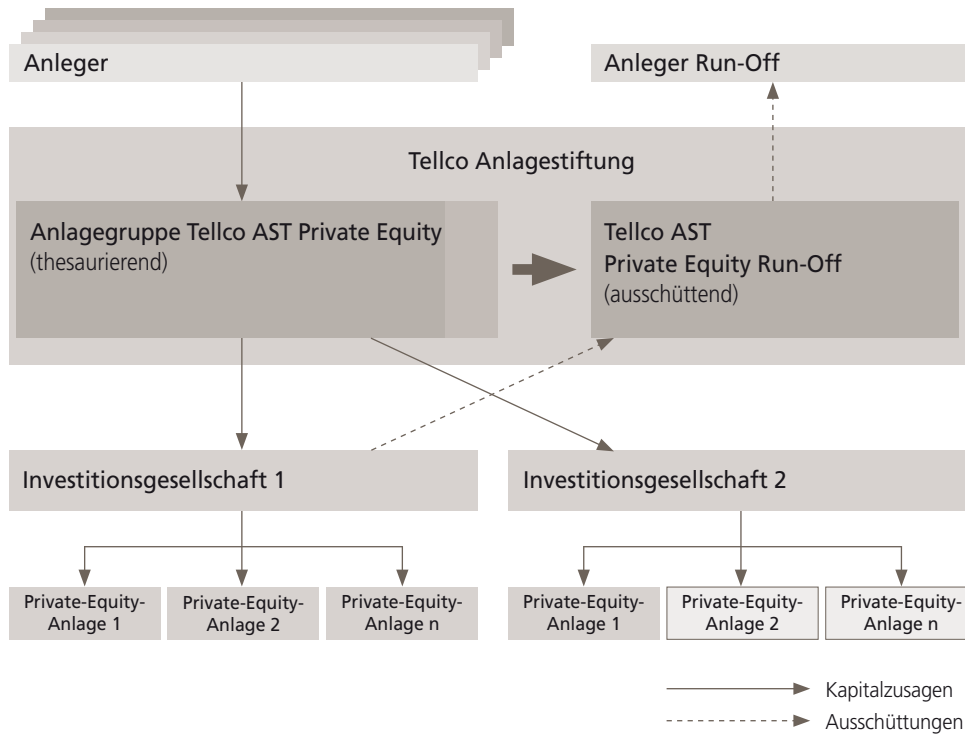 Anleger
Anleger Run-Off
Tellco Anlagestiftung
Anlagegruppe Tellco AST Private Equity
(thesaurierend)
Tellco AST
Private Equity Run-Off
(ausschüttend)
Investitionsgesellschaft 1
Investitionsgesellschaft 2
Private-Equity-
Anlage 1
Private-Equity-
Anlage 2
Private-Equity-
Anlage n
Private-Equity-
Anlage 1
Private-Equity-
Anlage 2
Private-Equity-
Anlage n
Kapitalzusagen
Ausschüttungen